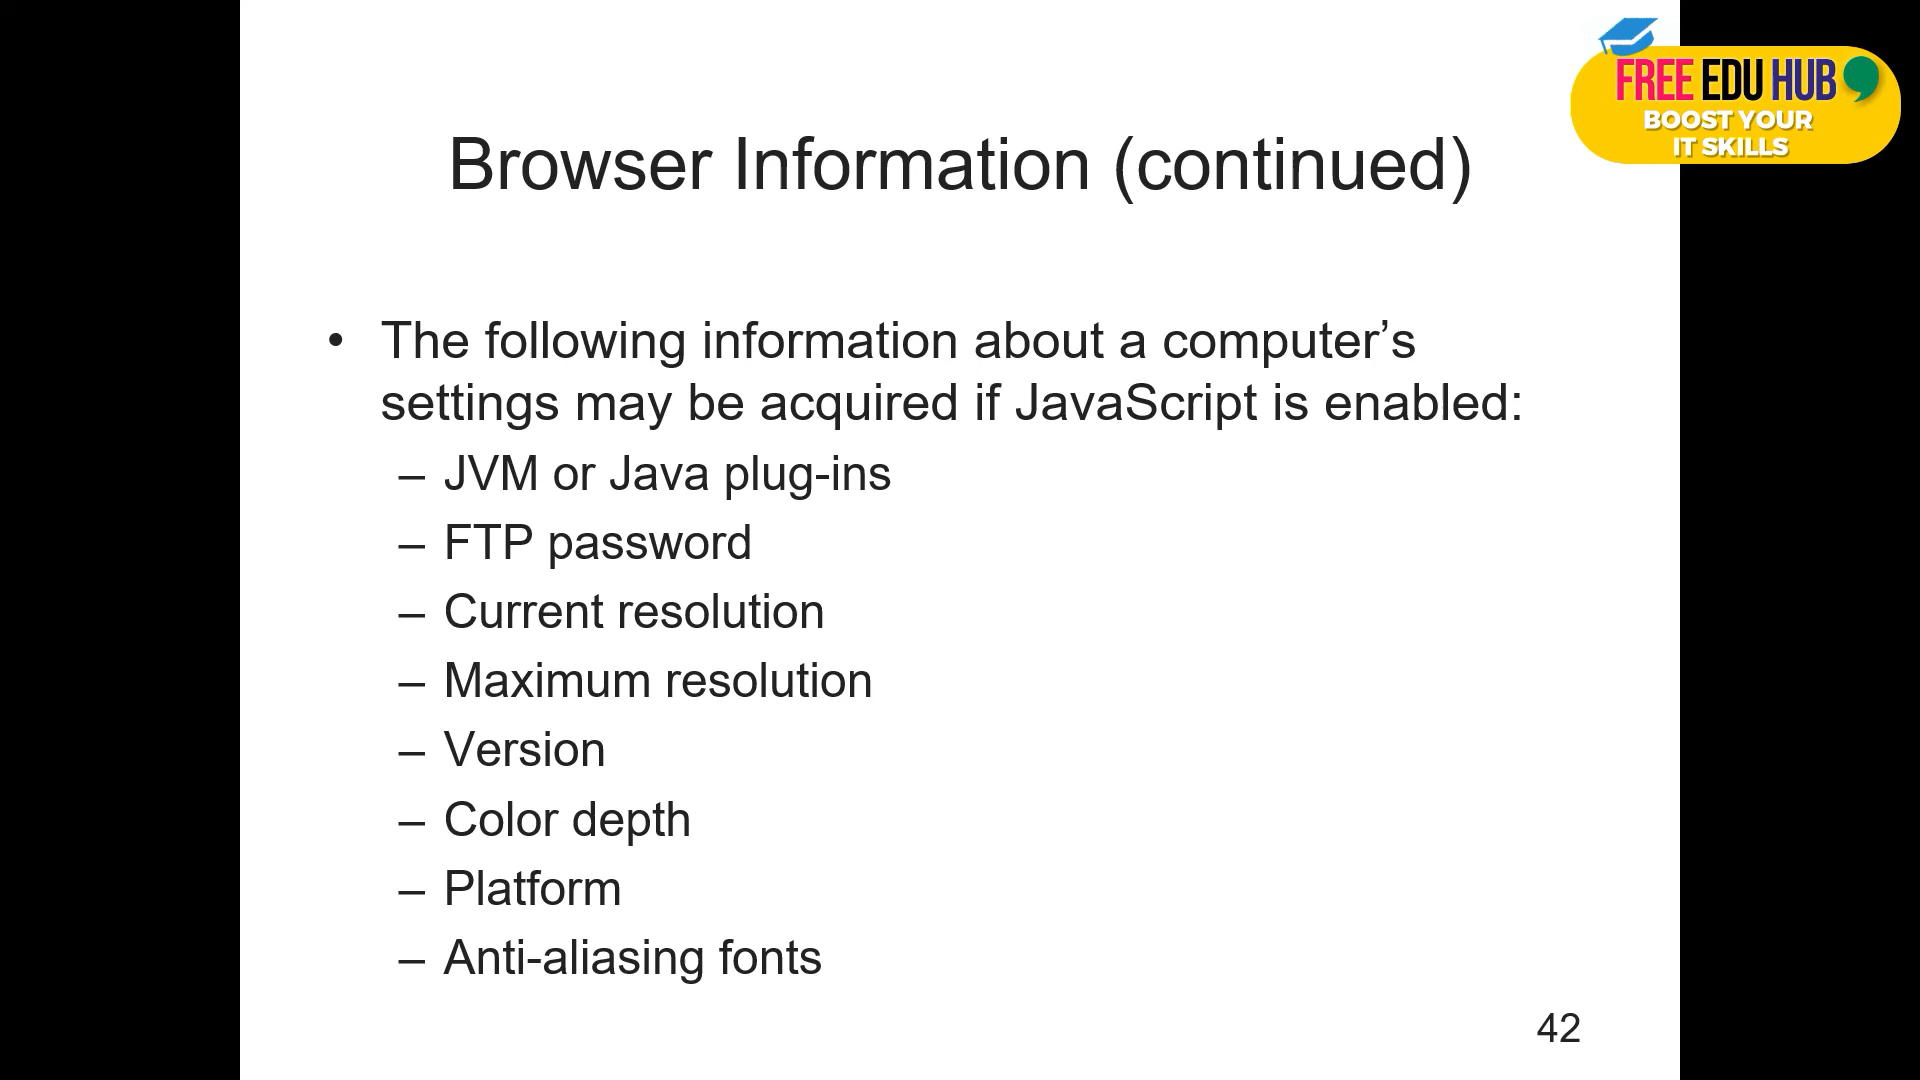 FREE EDU HUB
BOOST YOUR
IT SKILLS
Browser Information (continued)
• The following information about a computer’s
settings may be acquired if JavaScript is enabled:
– JVM or Java plug-ins
– FTP password
– Current resolution
– Maximum resolution
– Version
– Color depth
– Platform
– Anti-aliasing fonts
42